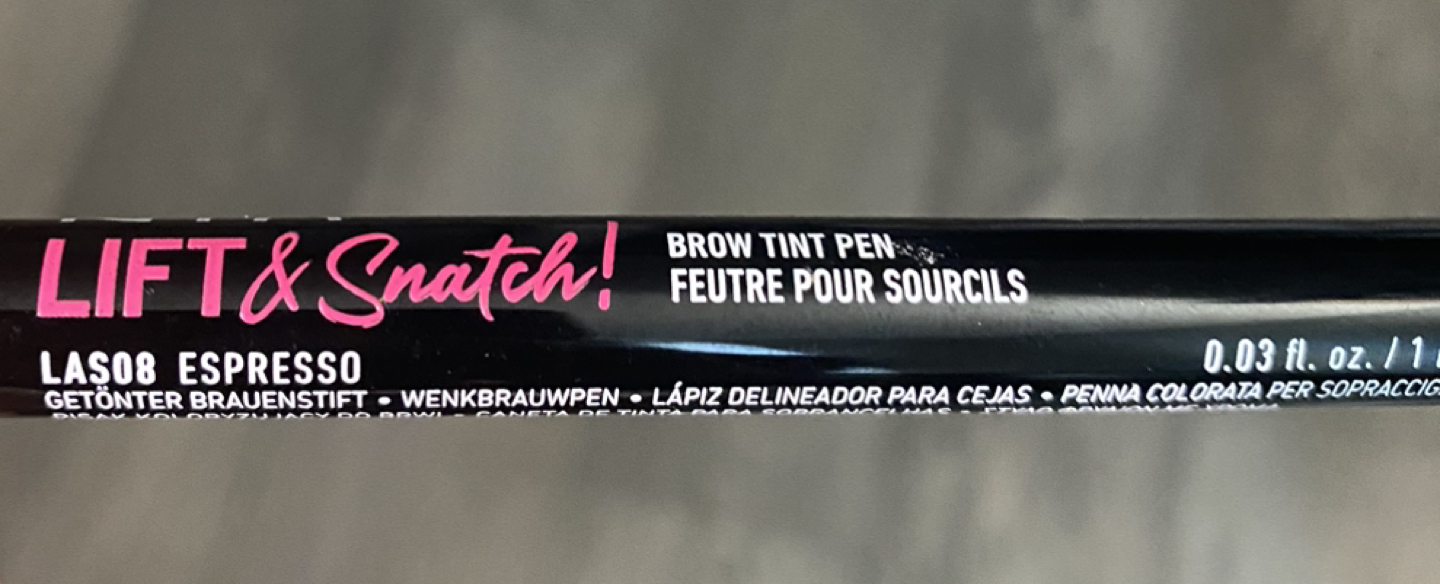 LIFT & Snatch!
BROW TINT PEN
FEUTRE POUR SOURCILS
LAS08 ESPRESSO
0.03 fl. oz. / 1
GETÖNTER BRAUENSTIFT • WENKBRAUWPEN • LÁPIZ DELINEADOR PARA CEJAS • PENNA COLORATA PER